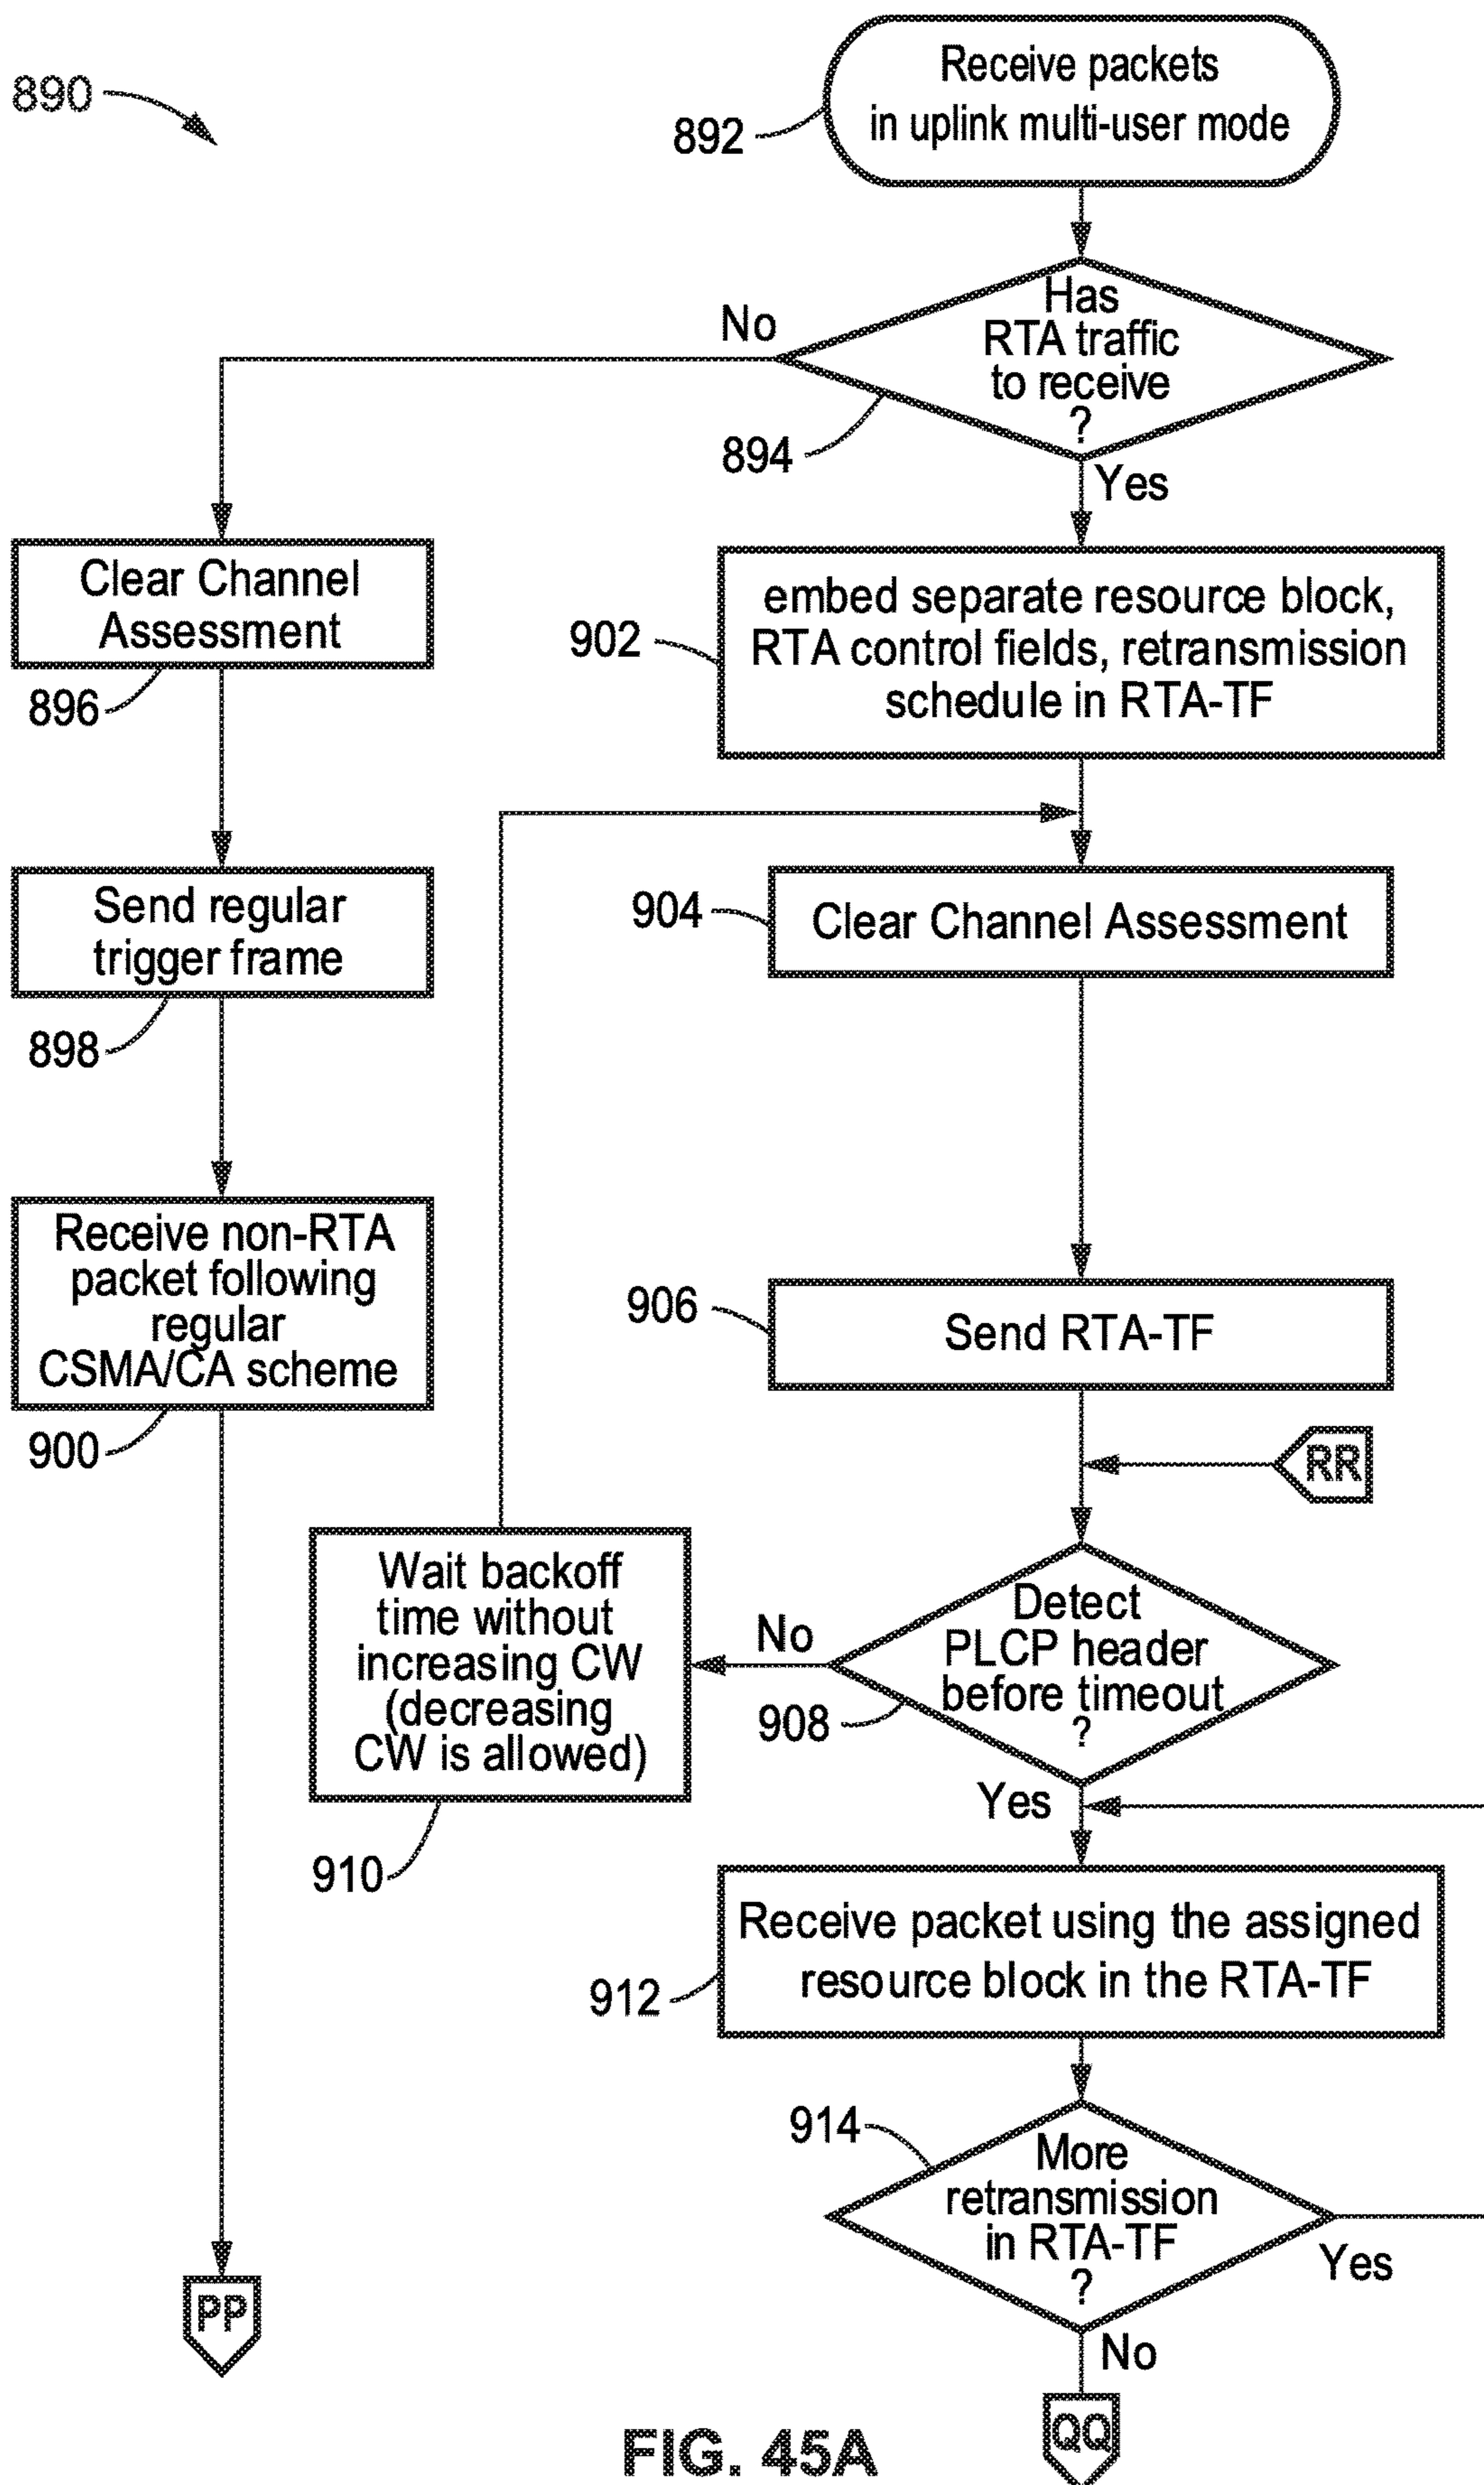 890
Receive packets
in uplink multi-user mode
892
Has
RTA traffic
to receive
?
No
894
Yes
Clear Channel
Assessment
896
embed separate resource block,
RTA control fields, retransmission
schedule in RTA-TF
902
904
Clear Channel Assessment
Send regular
trigger frame
898
Receive non-RTA
packet following
regular
CSMA/CA scheme
900
906
Send RTA-TF
RR
Wait backoff
time without
increasing CW
(decreasing
CW is allowed)
910
No
Detect
PLCP header
before timeout
?
908
Yes
Receive packet using the assigned
resource block in the RTA-TF
912
914
More
retransmission
in RTA-TF
?
Yes
No
PP
QQ
FIG. 45A